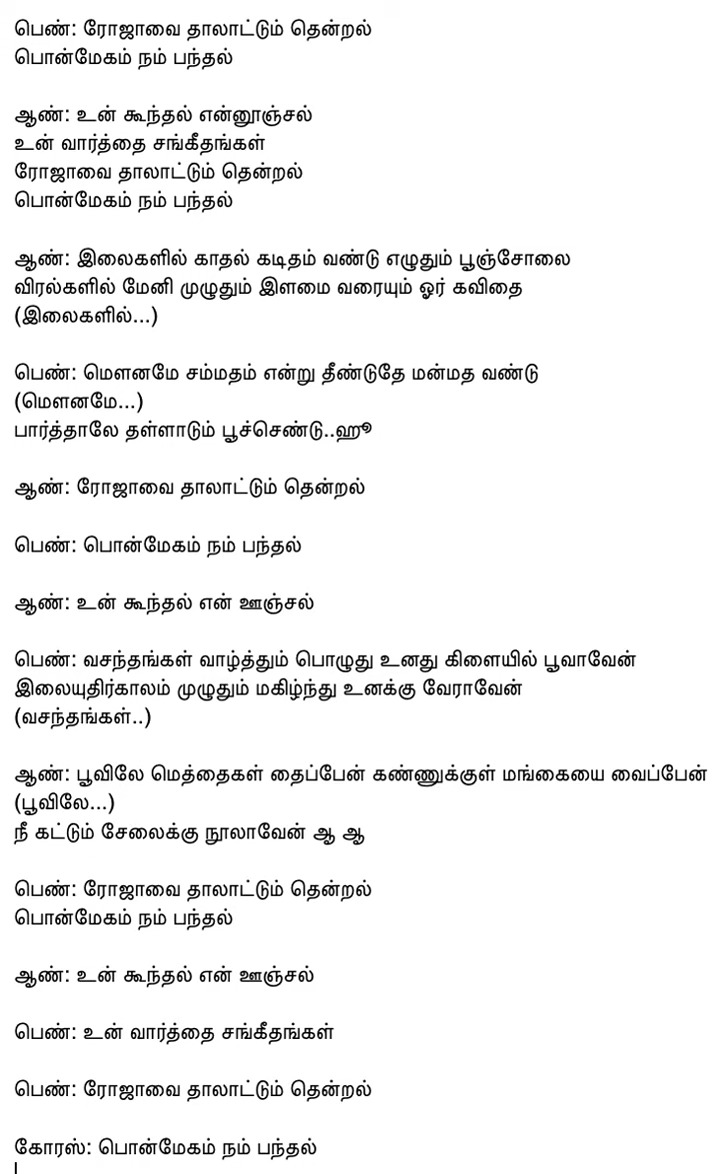 பெண்: ரோஜாவை தாலாட்டும் தென்றல்
பொன்மேகம் நம் பந்தல்
ஆண்: உன் கூந்தல் என்னூஞ்சல்
உன் வார்த்தை சங்கீதங்கள்
ரோஜாவை தாலாட்டும் தென்றல்
பொன்மேகம் நம் பந்தல்
ஆண்: இலைகளில் காதல் கடிதம் வண்டு எழுதும் பூஞ்சோலை
விரல்களில் மேனி முழுதும் இளமை வரையும் ஓர் கவிதை
(இலைகளில்...)
பெண்: மௌனமே சம்மதம் என்று தீண்டுதே மன்மத வண்டு
(மௌனமே...)
பார்த்தாலே தள்ளாடும் பூச்செண்டு..ஹூ
ஆண்: ரோஜாவை தாலாட்டும் தென்றல்
பெண்: பொன்மேகம் நம் பந்தல்
ஆண்: உன் கூந்தல் என் ஊஞ்சல்
பெண்: வசந்தங்கள் வாழ்த்தும் பொழுது உனது கிளையில் பூவாவேன்
இலையுதிர்காலம் முழுதும் மகிழ்ந்து உனக்கு வேராவேன்
(வசந்தங்கள்..)
ஆண்: பூவிலே மெத்தைகள் தைப்பேன் கண்ணுக்குள் மங்கையை வைப்பேன்
(பூவிலே...)
நீ கட்டும் சேலைக்கு நூலாவேன் ஆ ஆ
பெண்: ரோஜாவை தாலாட்டும் தென்றல்
பொன்மேகம் நம் பந்தல்
ஆண்: உன் கூந்தல் என் ஊஞ்சல்
பெண்: உன் வார்த்தை சங்கீதங்கள்
பெண்: ரோஜாவை தாலாட்டும் தென்றல்
கோரஸ்: பொன்மேகம் நம் பந்தல்